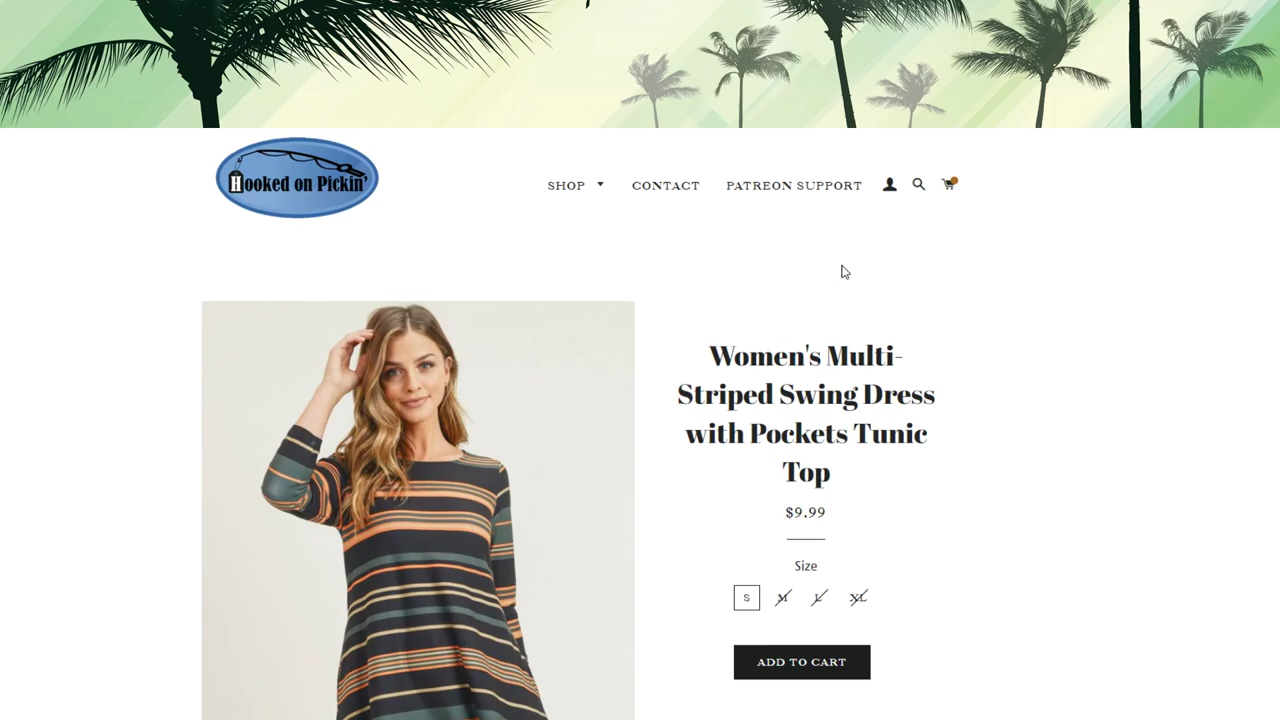 Hooked on Pickin'
SHOP CONTACT PATREON SUPPORT
Women's Multi-
Striped Swing Dress
with Pockets Tunic
Top
$9.99
Size
S M L XL
ADD TO CART